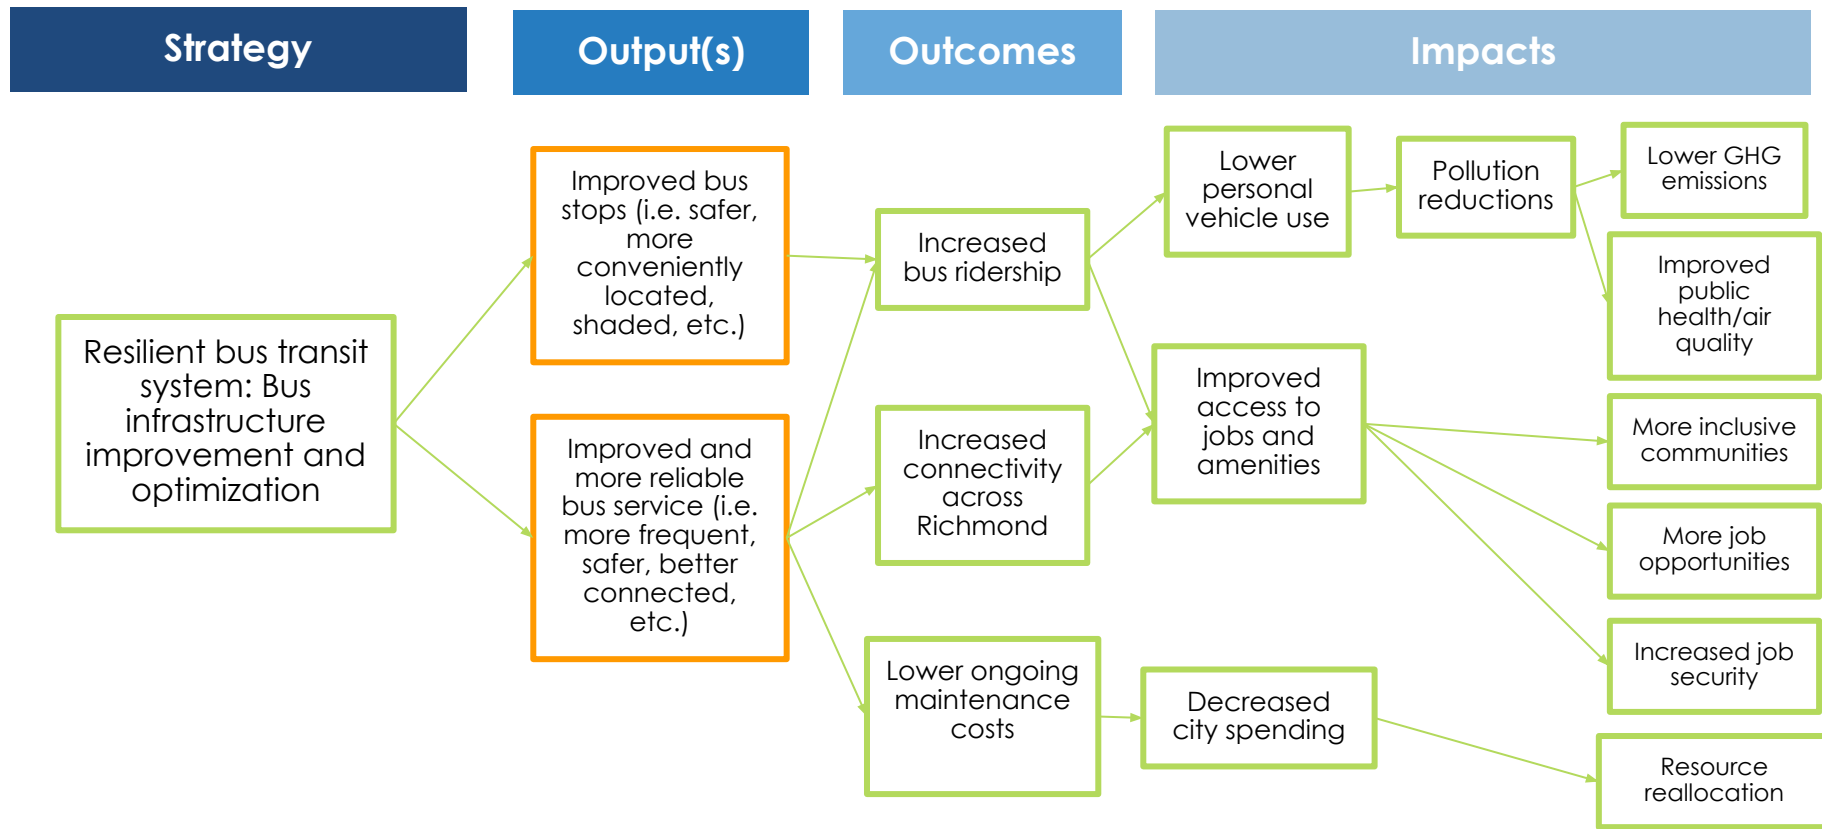 Strategy
Output(s)
Outcomes
Impacts
Resilient bus transit
system: Bus
infrastructure
improvement and
optimization
Improved bus
stops (i.e. safer,
more
conveniently
located,
shaded, etc.)
Improved and
more reliable
bus service (i.e.
more frequent,
safer, better
connected,
etc.)
Increased
bus ridership
Increased
connectivity
across
Richmond
Lower ongoing
maintenance
costs
Lower
personal
vehicle use
Pollution
reductions
Improved
access to
jobs and
amenities
Decreased
city spending
Lower GHG
emissions
Improved
public
health/air
quality
More inclusive
communities
More job
opportunities
Increased job
security
Resource
reallocation